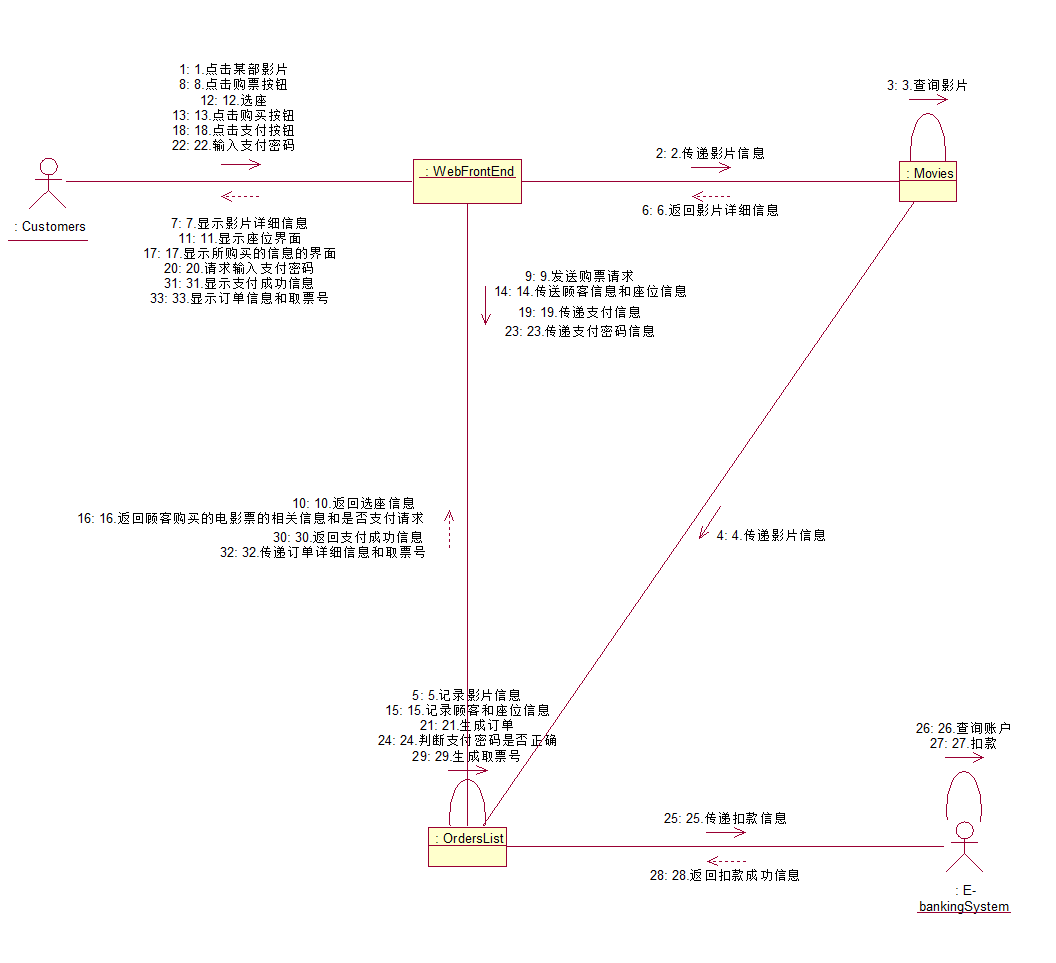 1: 1.点击某部影片
8: 8.点击购票按钮
12: 12.选座
13: 13.点击购买按钮
18: 18.点击支付按钮
22: 22.输入支付密码
3: 3.查询影片
2: 2.传递影片信息
: WebFrontEnd
: Movies
6: 6.返回影片详细信息
: Customers
7: 7.显示影片详细信息
11: 11.显示座位界面
17: 17.显示所购买的信息的界面
20: 20.请求输入支付密码
31: 31.显示支付成功信息
33: 33.显示订单信息和取票号
9: 9.发送购票请求
14: 14.传送顾客信息和座位信息
19: 19.传递支付信息
23: 23.传递支付密码信息
10: 10.返回选座信息
16: 16.返回顾客购买的电影票的相关信息和是否支付请求
30: 30.返回支付成功信息
32: 32.传递订单详细信息和取票号
4: 4.传递影片信息
5: 5.记录影片信息
15: 15.记录顾客和座位信息
21: 21.生成订单
24: 24.判断支付密码是否正确
29: 29.生成取票号
26: 26.查询账户
27: 27.扣款
25: 25.传递扣款信息
: OrdersList
28: 28.返回扣款成功信息
: E-
bankingSystem